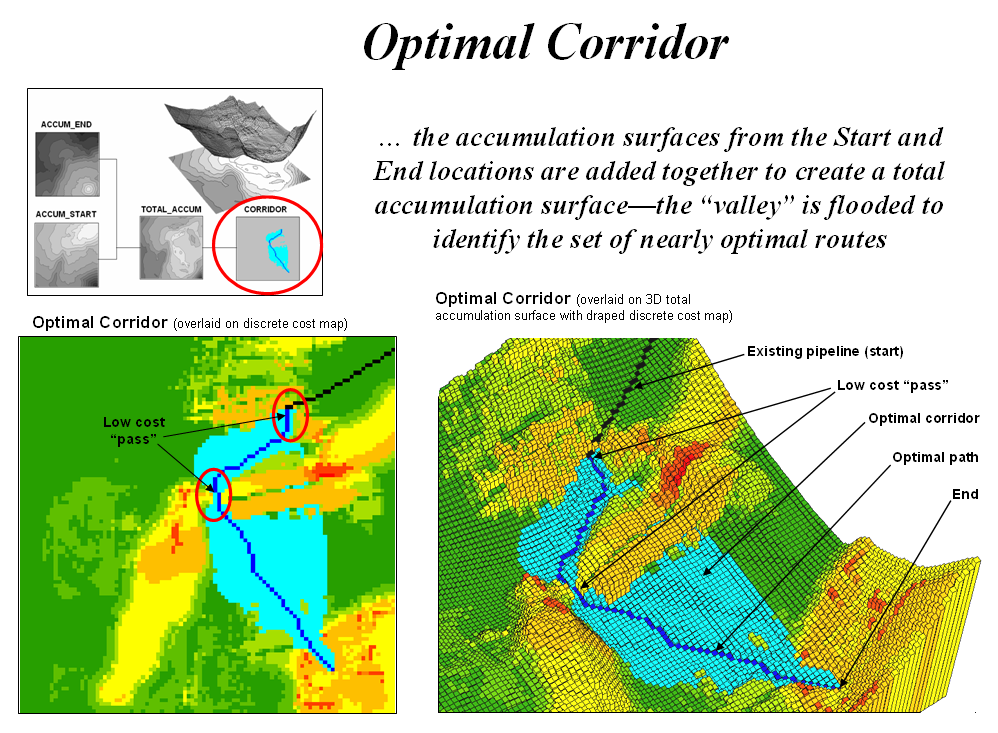 Optimal Corridor
ACCUM_END
ACCUM_START
TOTAL_ACCUM
CORRIDOR
… the accumulation surfaces from the Start and
End locations are added together to create a total
accumulation surface—the “valley” is flooded to
identify the set of nearly optimal routes
Optimal Corridor (overlaid on discrete cost map)
Low cost
“pass”
Optimal Corridor (overlaid on 3D total
accumulation surface with draped discrete cost map)
Existing pipeline (start)
Low cost “pass”
Optimal corridor
Optimal path
End